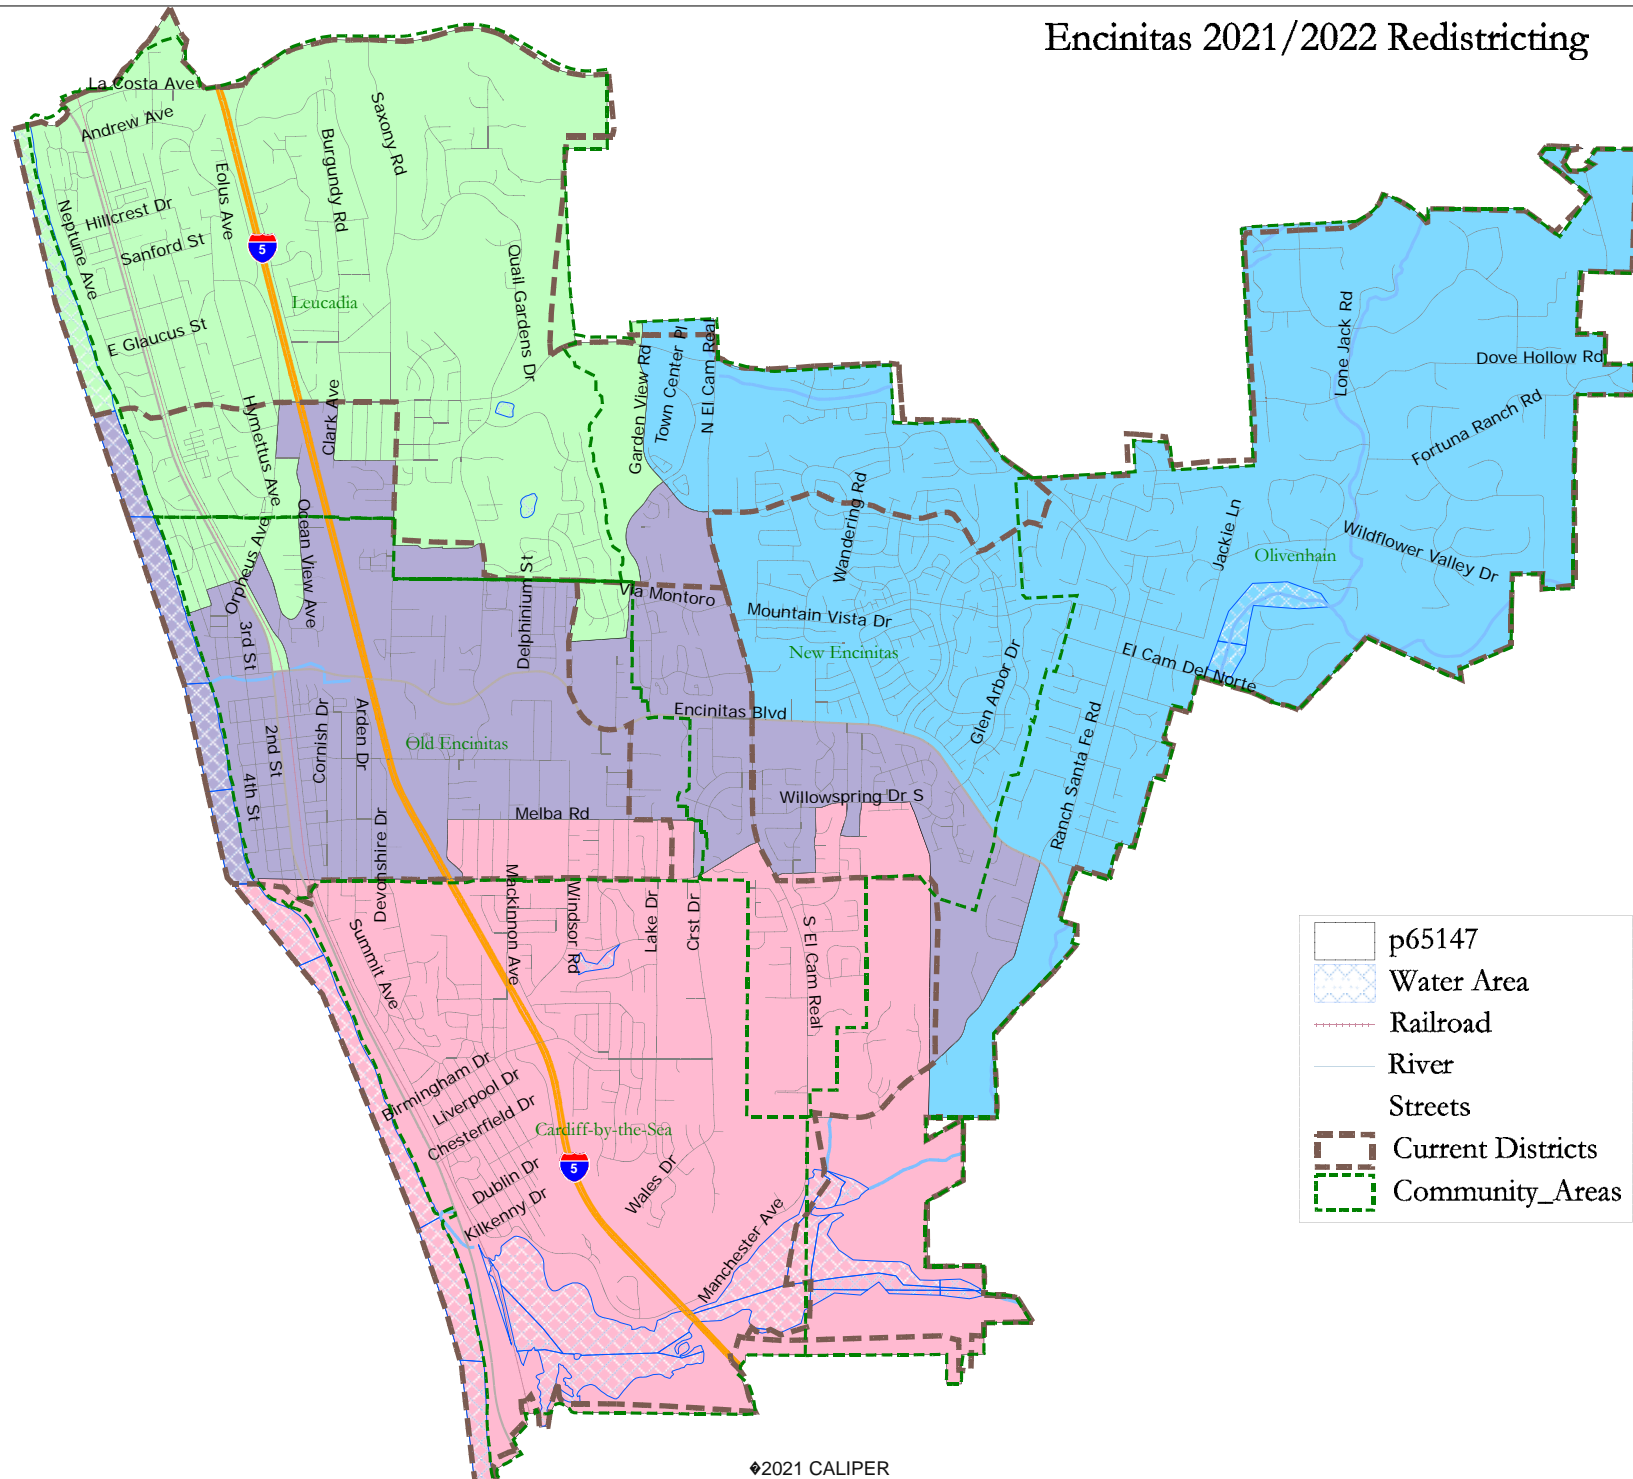 Encinitas 2021/2022 Redistricting
La Costa Ave
Andrew Ave
Saxony Rd
Burgundy Rd
Eolus Ave
Neptune Ave
Hillcrest Dr
Sanford St
5
Quail Gardens Dr
Leucadia
E Glaucus St
Lone Jack Rd
Dove Hollow Rd
Garden View Rd
Town Center Pl
N El Cam Real
Clark Ave
Hymettus Ave
Fortuna Ranch Rd
Wandering Rd
Ocean View Ave
Orpheus Ave
Jackie Ln
Wildflower Valley Dr
Olivenhain
Delphinium St
Via Montoro
Mountain Vista Dr
3rd St
New Encinitas
Glen Arbor Dr
El Cam Del Norte
Encinitas Blvd
2nd St
Cornish Dr
Arden Dr
Old Encinitas
Ranch Santa Fe Rd
4th St
Willowspring Dr S
Melba Rd
Devonshire Dr
Mackinnon Ave
Windsor Rd
Lake Dr
Crst Dr
S El Cam Real
Summit Ave
Birmingham Dr
Liverpool Dr
Chesterfield Dr
Cardiff-by-the-Sea
5
Dublin Dr
Kilkenny Dr
Wales Dr
Manchester Ave
p65147
Water Area
Railroad
River
Streets
Current Districts
Community_Areas
�2021 CALIPER